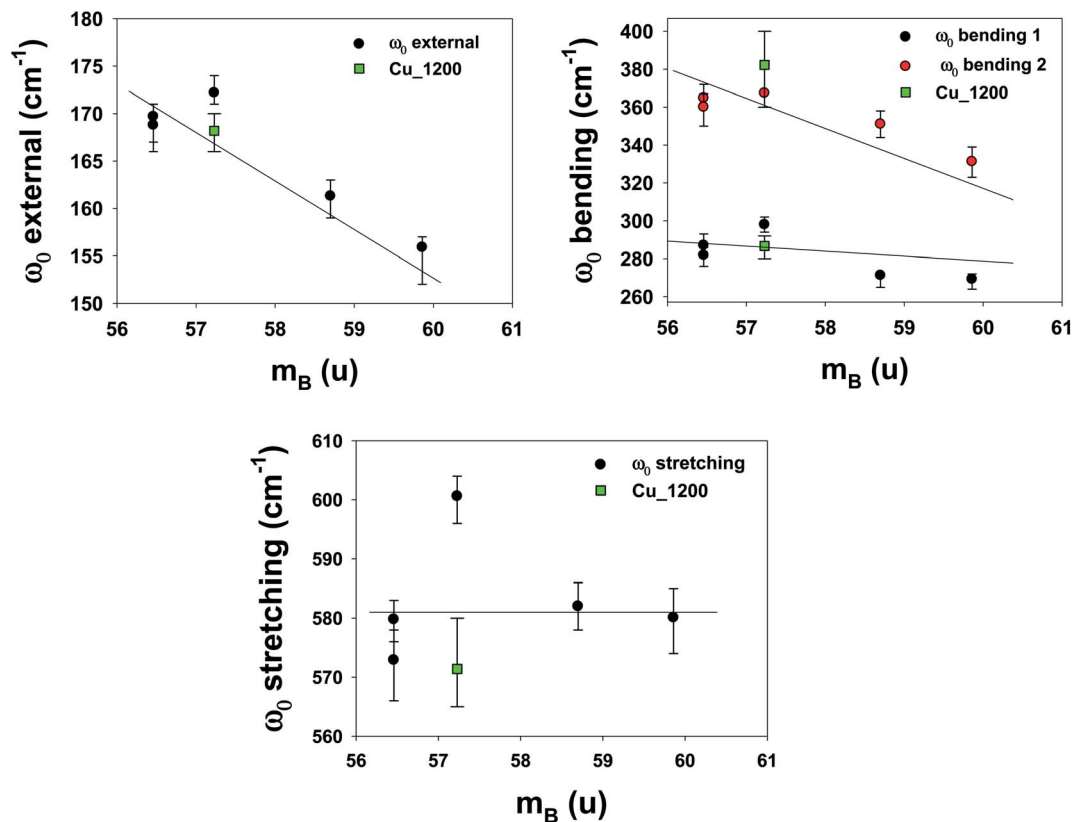 180
175
170
165
160
155
150
ω₀ external (cm⁻¹)
ω₀ external
Cu_1200
56 57 58 59 60 61
m_B (u)
400
380
360
340
320
300
280
260
ω₀ bending (cm⁻¹)
ω₀ bending 1
ω₀ bending 2
Cu_1200
56 57 58 59 60 61
m_B (u)
610
600
590
580
570
560
ω₀ stretching (cm⁻¹)
ω₀ stretching
Cu_1200
56 57 58 59 60 61
m_B (u)